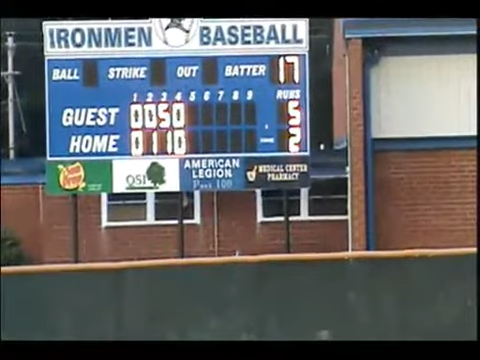 IRONMEN BASEBALL
BALL STRIKE OUT BATTER 17
1 2 3 4 5 6 7 8 9 RUNS
GUEST 0 0 5 0 5
HOME 0 1 1 0 2
OSU AMERICAN LEGION Post 100 MEDICAL CENTER PHARMACY